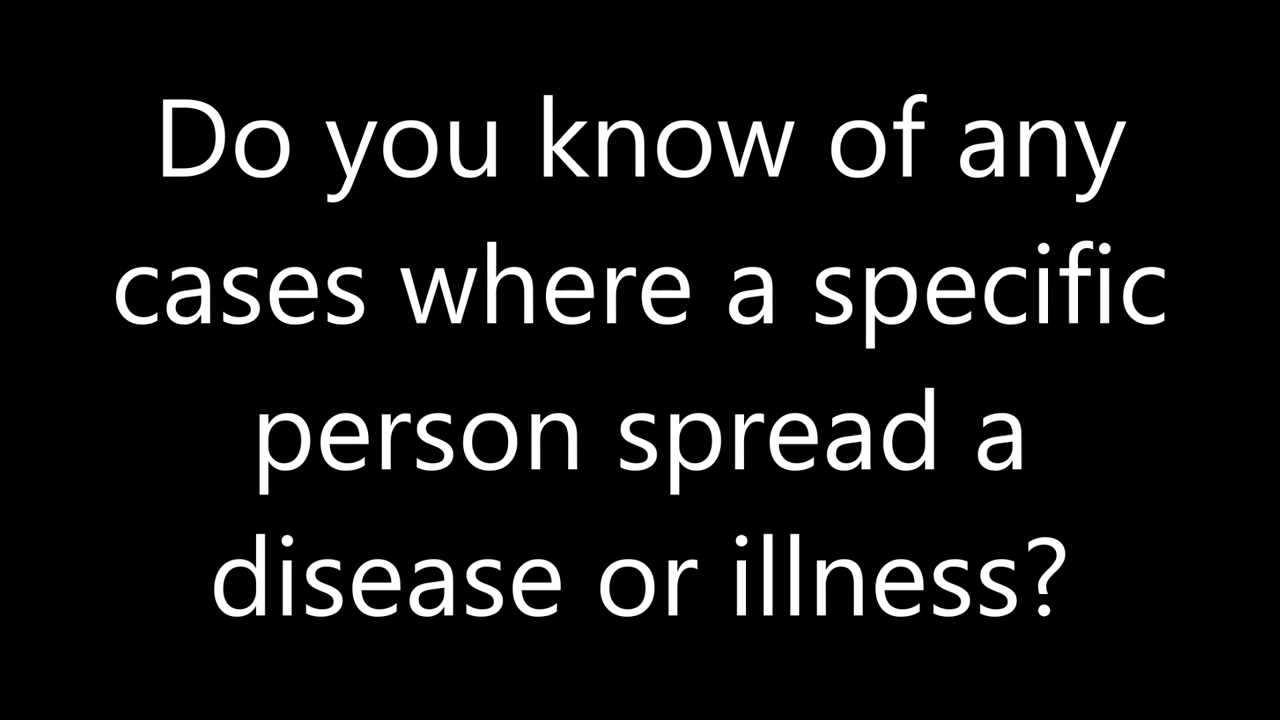 Do you know of any
cases where a specific
person spread a
disease or illness?